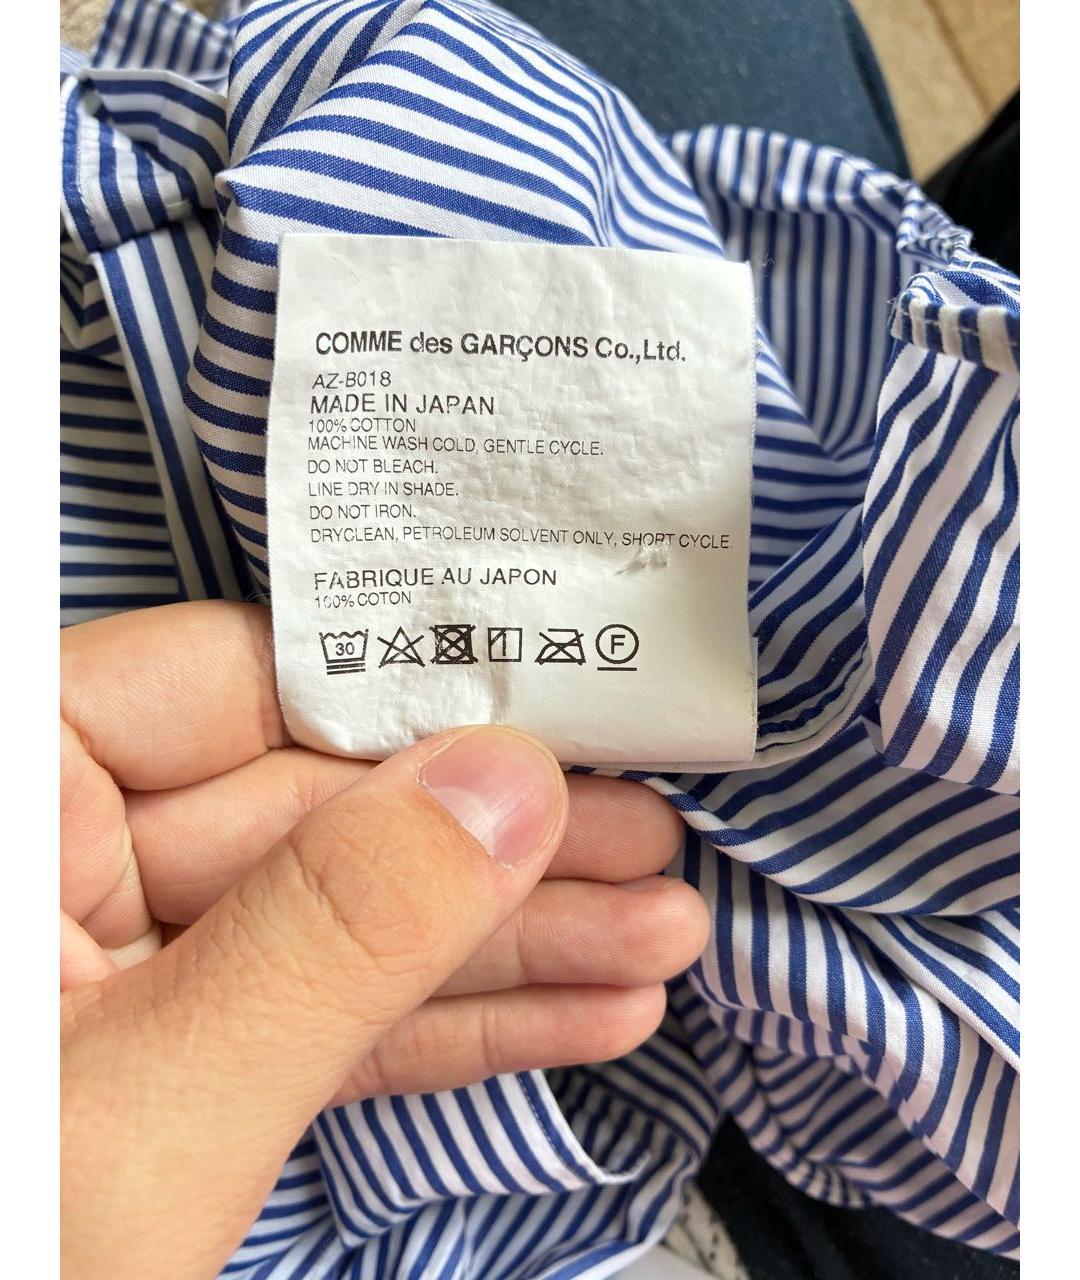 COMME des GARÇONS Co.,Ltd.
AZ-B018
MADE IN JAPAN
100% COTTON
MACHINE WASH COLD, GENTLE CYCLE.
DO NOT BLEACH.
LINE DRY IN SHADE.
DO NOT IRON.
DRYCLEAN, PETROLEUM SOLVENT ONLY, SHORT CYCLE.
FABRIQUE AU JAPON
100% COTON
30 F